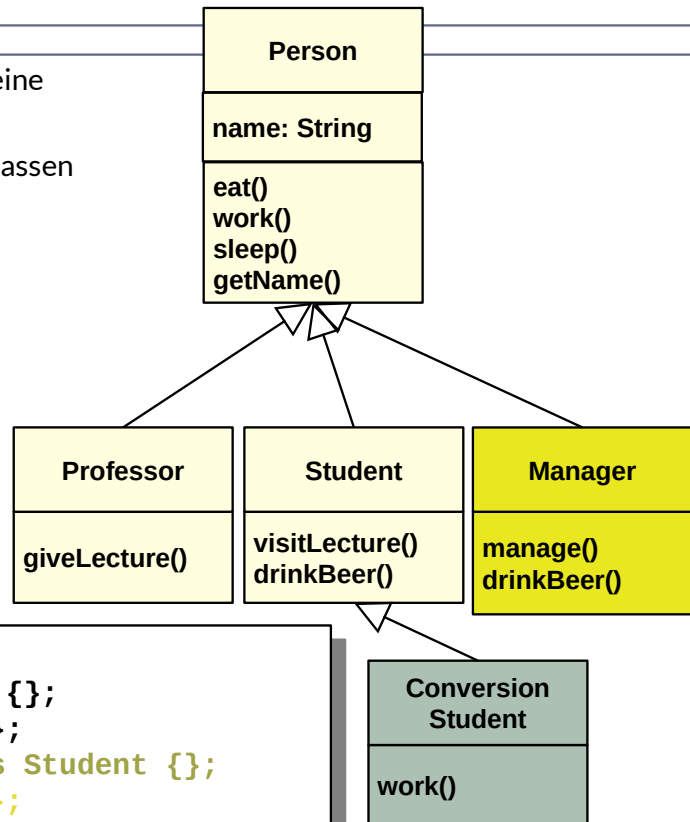 Person
eine
name: String
assen
eat()
work()
sleep()
getName()
Professor
giveLecture()
Student
visitLecture()
drinkBeer()
Manager
manage()
drinkBeer()
{};
};
s Student {};
};
Conversion
Student
work()